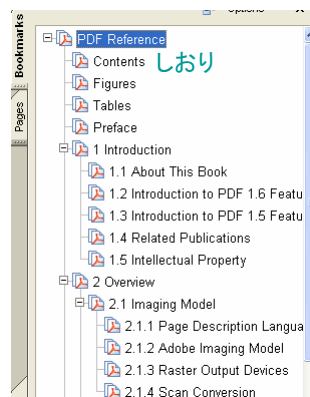 Options
Bookmarks
Pages
PDF Reference
Contents しおり
Figures
Tables
Preface
1 Introduction
1.1 About This Book
1.2 Introduction to PDF 1.6 Featu
1.3 Introduction to PDF 1.5 Featu
1.4 Related Publications
1.5 Intellectual Property
2 Overview
2.1 Imaging Model
2.1.1 Page Description Langua
2.1.2 Adobe Imaging Model
2.1.3 Raster Output Devices
2.1.4 Scan Conversion